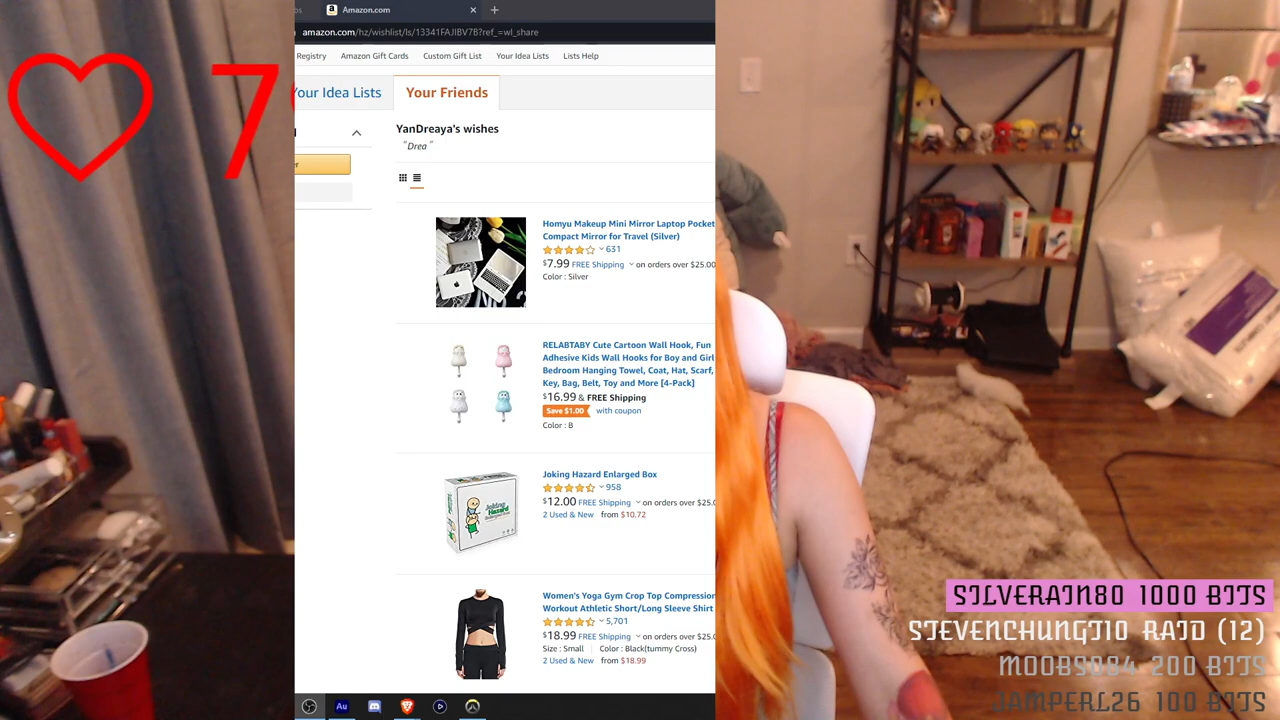 7
Amazon.com
amazon.com/hz/wishlist/ls/13341FAJIBV7B?ref_=wl_share
Registry Amazon Gift Cards Custom Gift List Your Idea Lists Lists Help
Your Idea Lists Your Friends
YanDreaya's wishes
"Drea"
Homyu Makeup Mini Mirror Laptop Pocket
Compact Mirror for Travel (Silver)
631
$7.99 FREE Shipping on orders over $25.00
Color : Silver
RELABTABY Cute Cartoon Wall Hook, Fun
Adhesive Kids Wall Hooks for Boy and Girl
Bedroom Hanging Towel, Coat, Hat, Scarf,
Key, Bag, Belt, Toy and More [4-Pack]
$16.99 & FREE Shipping
Save $1.00 with coupon
Color : B
Joking Hazard Enlarged Box
958
$12.00 FREE Shipping on orders over $25.0
2 Used & New from $10.72
Joking
Hazard
Women's Yoga Gym Crop Top Compression
Workout Athletic Short/Long Sleeve Shirt
5,701
$18.99 FREE Shipping on orders over $25.0
Size : Small Color : Black(tummy Cross)
2 Used & New from $18.99
Au
SILVERAIN80 1000 BITS
STEVENCHUNGT10 RAID (12)
MOOBS084 200 BITS
JAMPERL26 100 BITS